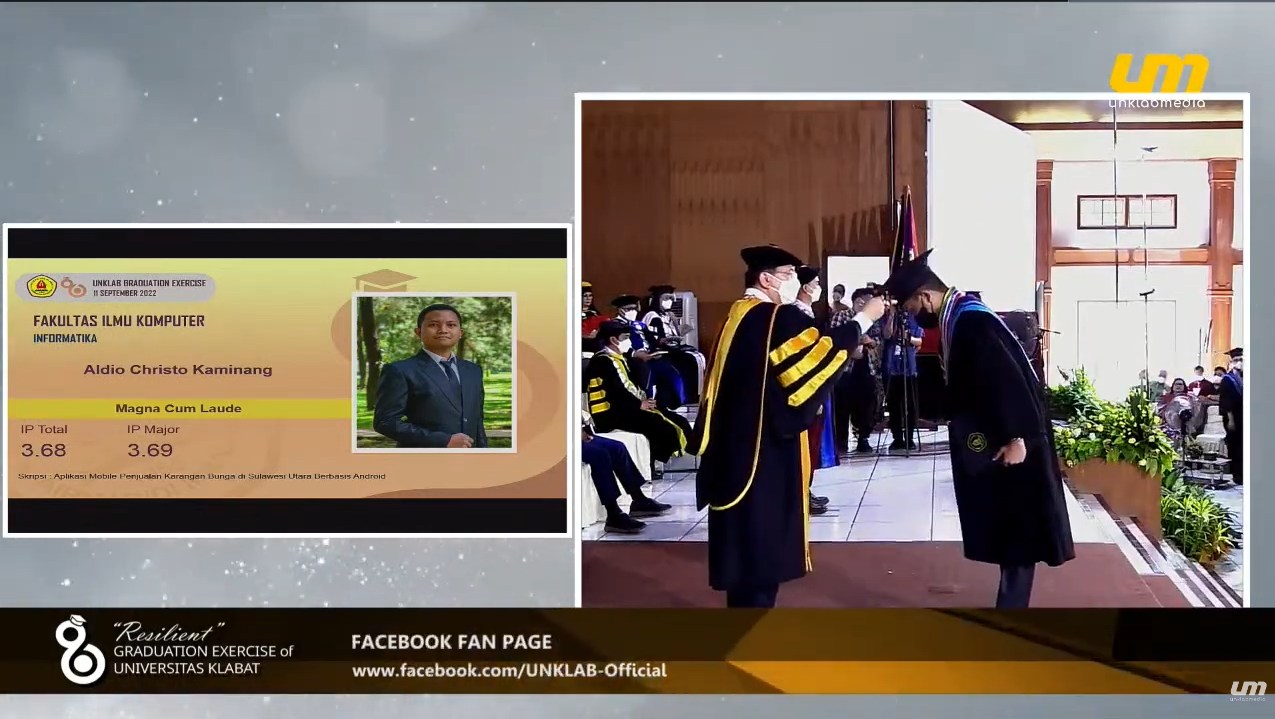 um
unklabmedia
UNKLAB GRADUATION EXERCISE
11 SEPTEMBER 2022
FAKULTAS ILMU KOMPUTER
INFORMATIKA
Aldio Christo Kaminang
Magna Cum Laude
IP Total IP Major
3.68 3.69
Skripsi : Aplikasi Mobile Penjualan Karangan Bunga di Sulawesi Utara Berbasis Android
"Resilient"
GRADUATION EXERCISE of
UNIVERSITAS KLABAT
FACEBOOK FAN PAGE
www.facebook.com/UNKLAB-Official
um
unklabmedia